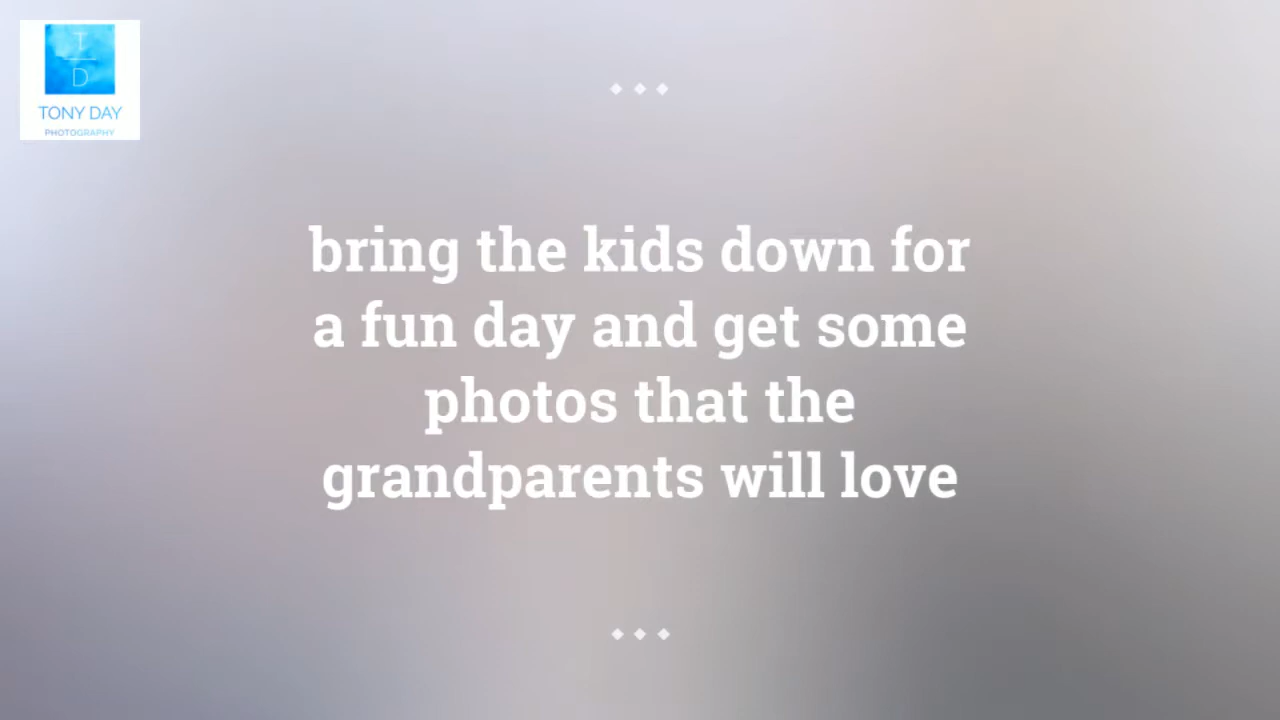 T
D
TONY DAY
PHOTOGRAPHY
bring the kids down for
a fun day and get some
photos that the
grandparents will love